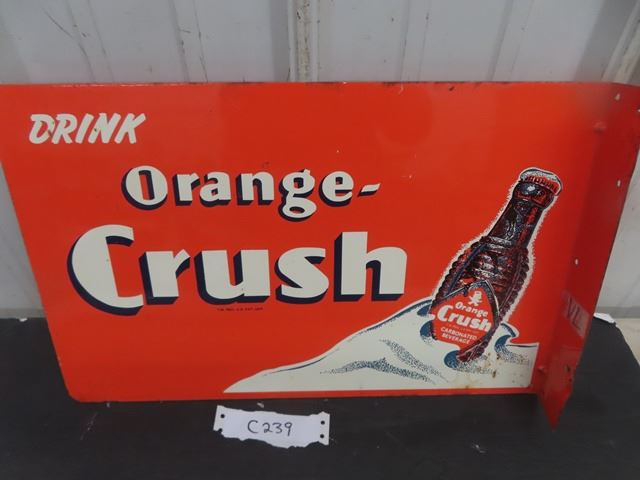 DRINK
Orange-
Crush
Orange
Crush
CARBONATED
BEVERAGE
C239